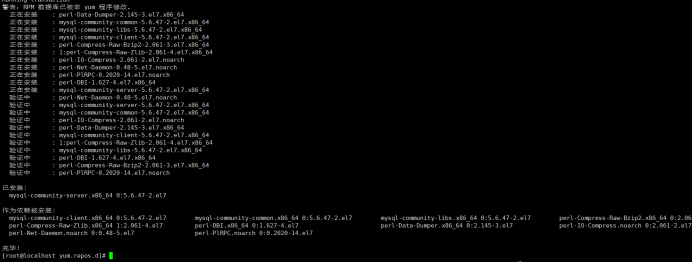 Running transaction
警告：RPM 数据库已被非 yum 程序修改。
正在安装    : perl-Data-Dumper-2.145-3.el7.x86_64
正在安装    : mysql-community-common-5.6.47-2.el7.x86_64
正在安装    : mysql-community-libs-5.6.47-2.el7.x86_64
正在安装    : mysql-community-client-5.6.47-2.el7.x86_64
正在安装    : perl-Compress-Raw-Bzip2-2.061-3.el7.x86_64
正在安装    : 1:perl-Compress-Raw-Zlib-2.061-4.el7.x86_64
正在安装    : perl-IO-Compress-2.061-2.el7.noarch
正在安装    : perl-Net-Daemon-0.48-5.el7.noarch
正在安装    : perl-PlRPC-0.2020-14.el7.noarch
正在安装    : perl-DBI-1.627-4.el7.x86_64
正在安装    : mysql-community-server-5.6.47-2.el7.x86_64
验证中      : perl-Net-Daemon-0.48-5.el7.noarch
验证中      : mysql-community-server-5.6.47-2.el7.x86_64
验证中      : mysql-community-common-5.6.47-2.el7.x86_64
验证中      : perl-IO-Compress-2.061-2.el7.noarch
验证中      : perl-Data-Dumper-2.145-3.el7.x86_64
验证中      : mysql-community-client-5.6.47-2.el7.x86_64
验证中      : 1:perl-Compress-Raw-Zlib-2.061-4.el7.x86_64
验证中      : mysql-community-libs-5.6.47-2.el7.x86_64
验证中      : perl-DBI-1.627-4.el7.x86_64
验证中      : perl-Compress-Raw-Bzip2-2.061-3.el7.x86_64
验证中      : perl-PlRPC-0.2020-14.el7.noarch
已安装:
mysql-community-server.x86_64 0:5.6.47-2.el7
作为依赖被安装:
mysql-community-client.x86_64 0:5.6.47-2.el7 mysql-community-common.x86_64 0:5.6.47-2.el7 mysql-community-libs.x86_64 0:5.6.47-2.el7 perl-Compress-Raw-Bzip2.x86_64 0:2.06
perl-Compress-Raw-Zlib.x86_64 1:2.061-4.el7 perl-DBI.x86_64 0:1.627-4.el7 perl-Data-Dumper.x86_64 0:2.145-3.el7 perl-IO-Compress.noarch 0:2.061-2.el7
perl-Net-Daemon.noarch 0:0.48-5.el7 perl-PlRPC.noarch 0:0.2020-14.el7
完毕！
[root@localhost yum.repos.d]#